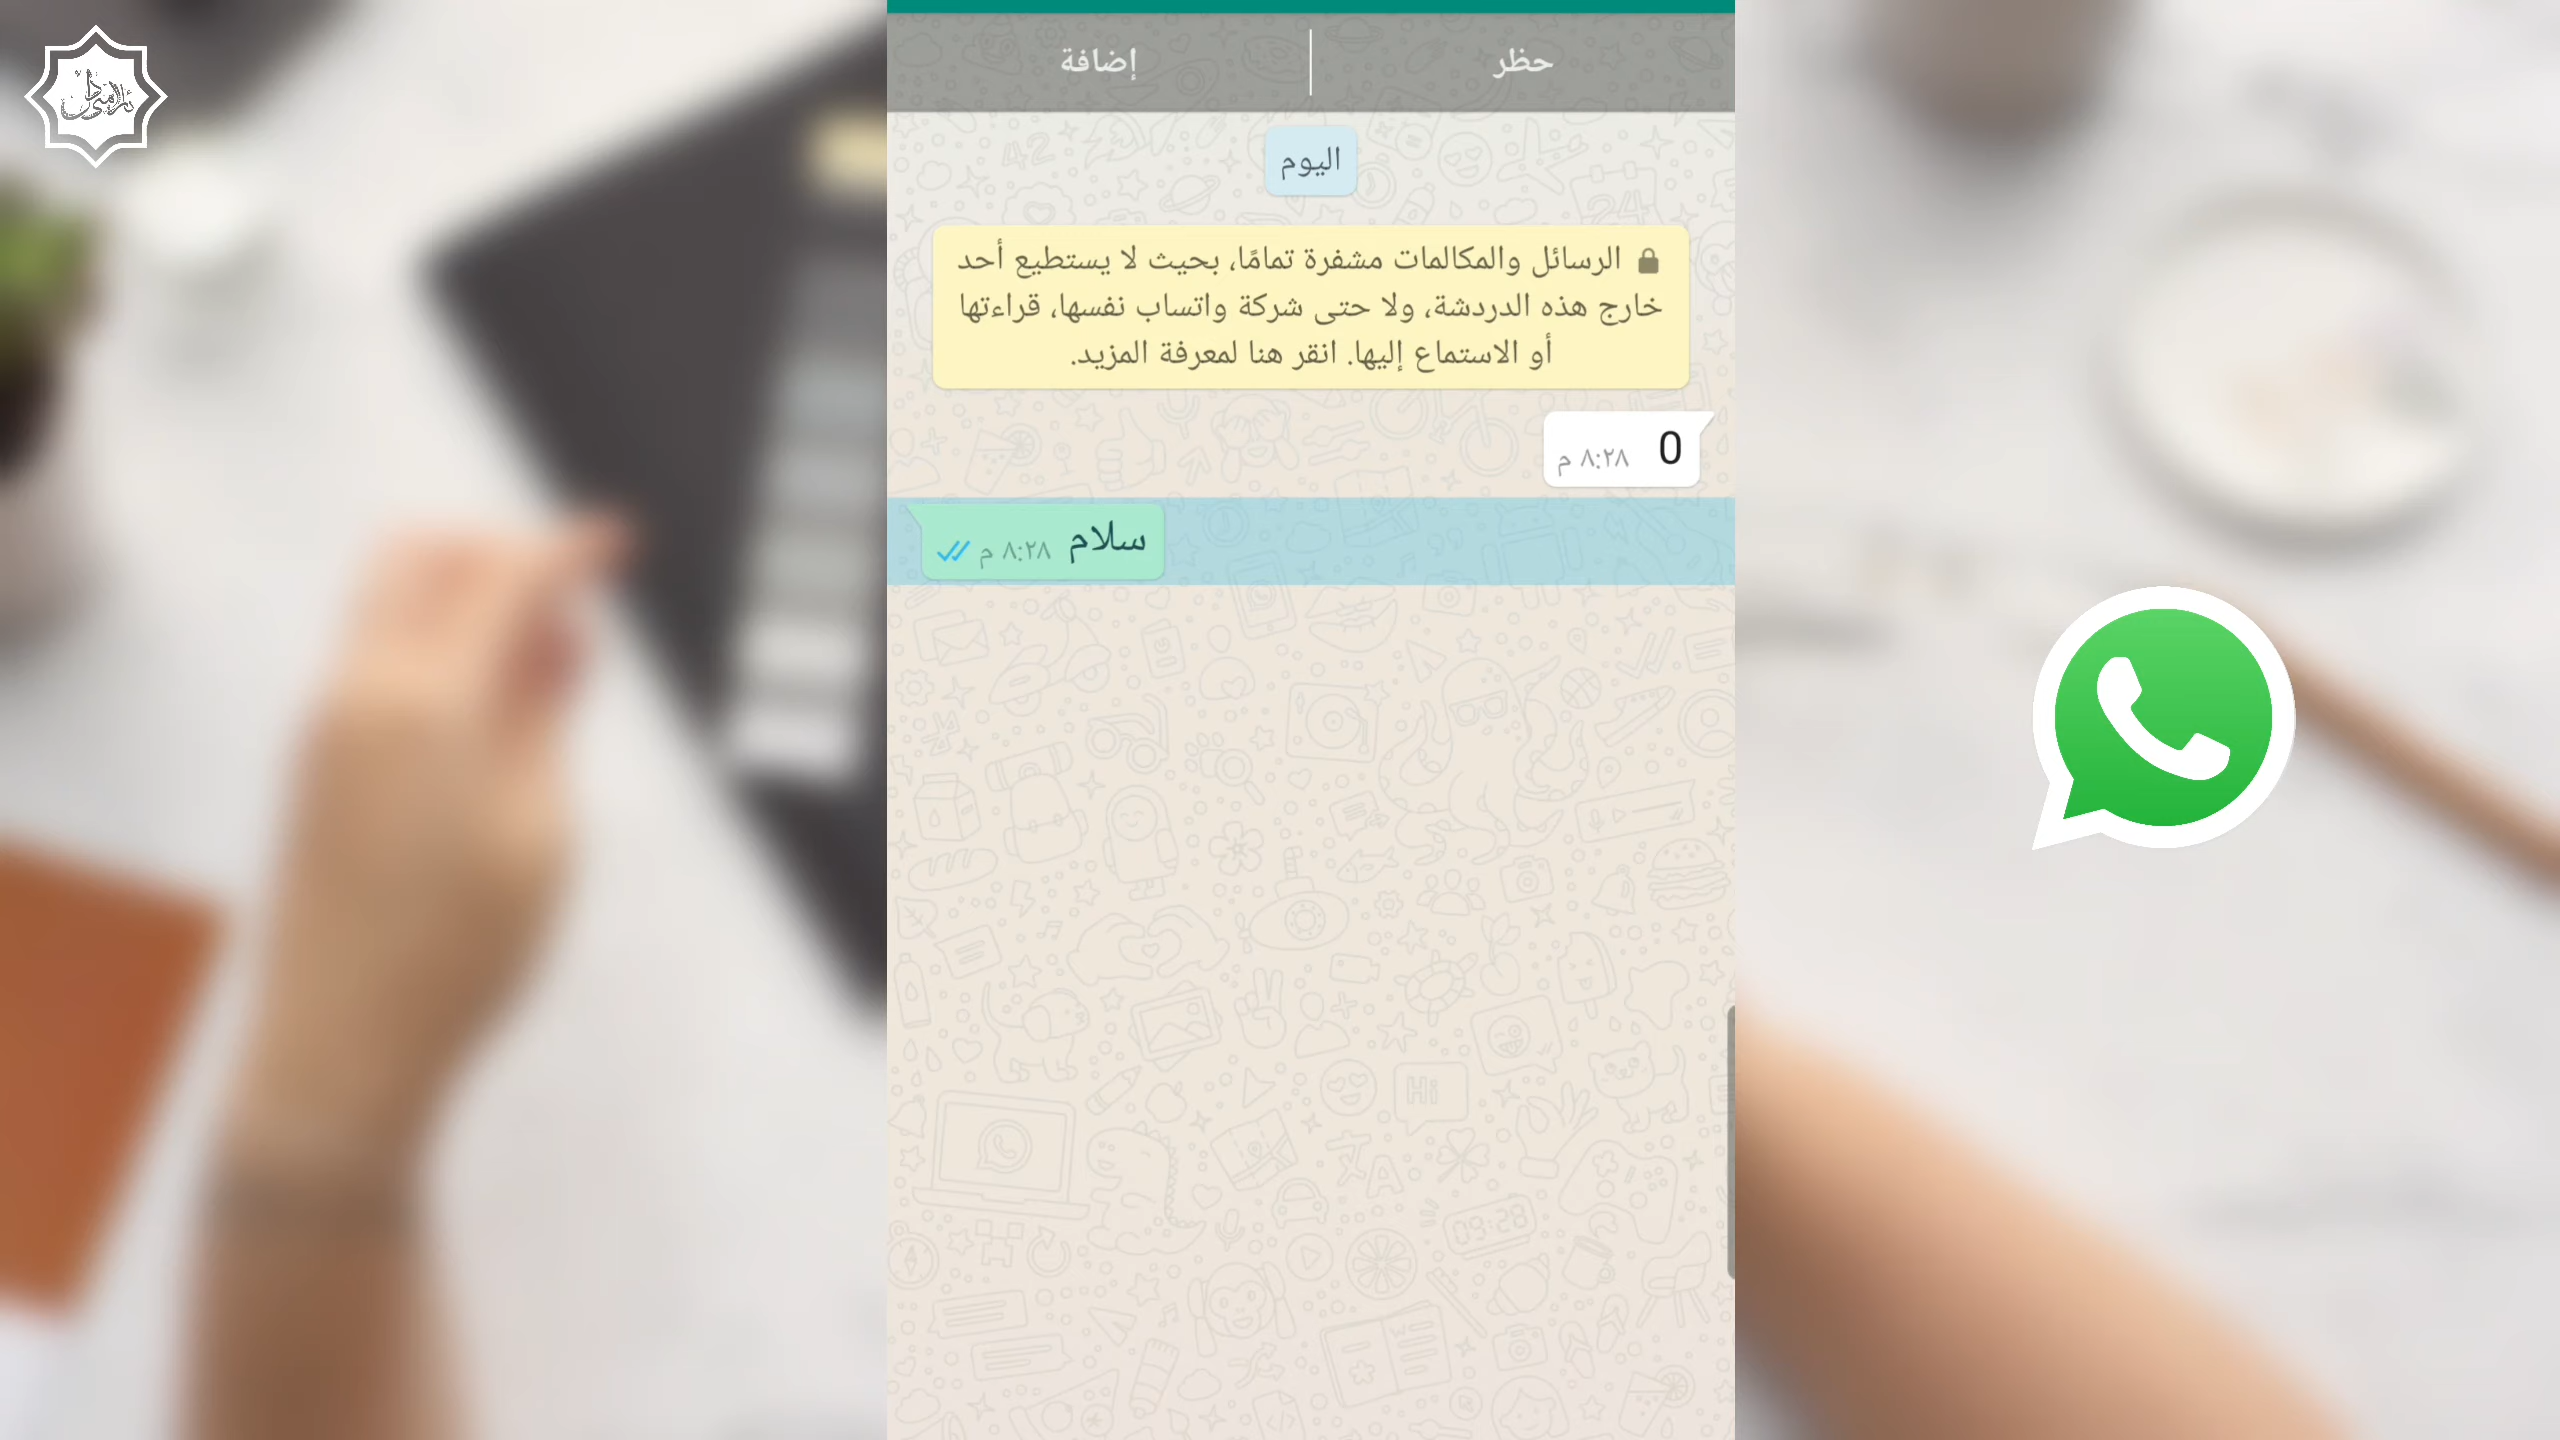 حظر
إضافة
اليوم
الرسائل والمكالمات مشفرة تمامًا، بحيث لا يستطيع أحد
خارج هذه الدردشة، ولا حتى شركة واتساب نفسها، قراءتها
أو الاستماع إليها. انقر هنا لمعرفة المزيد.
0 ٨:٢٨ م
سلام ٨:٢٨ م